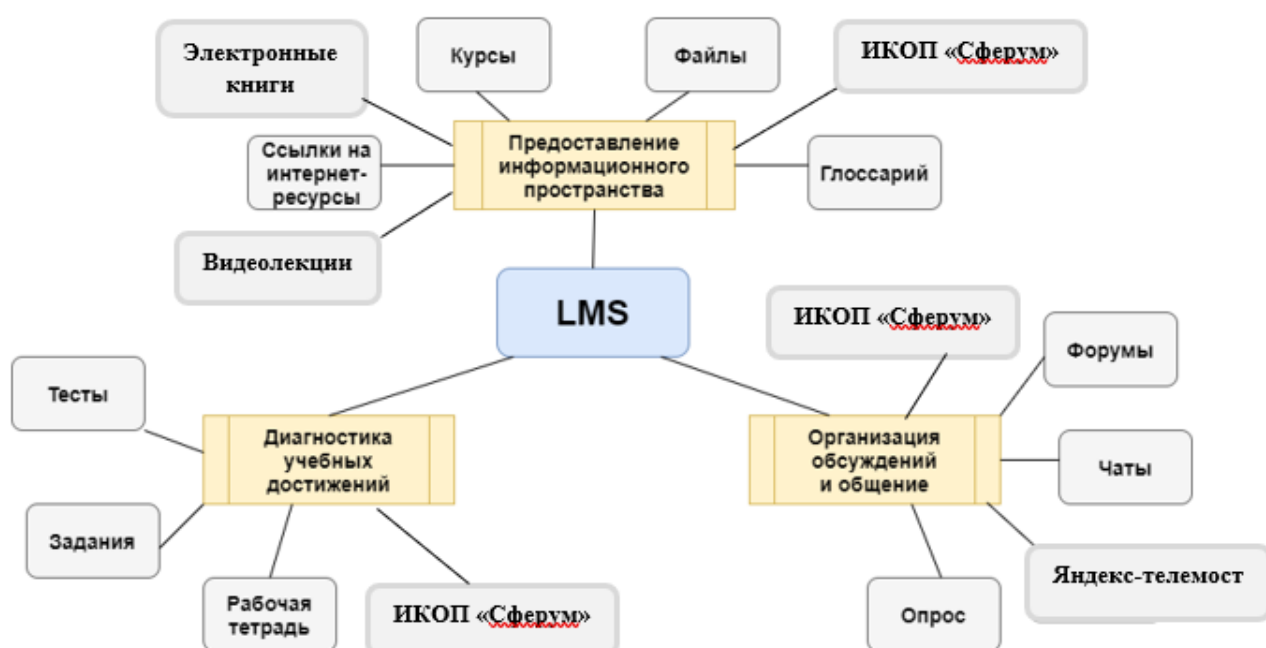 Электронные
книги
Курсы
Файлы
ИКОП «Сферум»
Предоставление
информационного
пространства
Ссылки на
интернет-
ресурсы
Глоссарий
Видеолекции
LMS
ИКОП «Сферум»
Форумы
Тесты
Диагностика
учебных
достижений
Организация
обсуждений
и общение
Чаты
Задания
Яндекс-телемост
Рабочая
тетрадь
ИКОП «Сферум»
Опрос